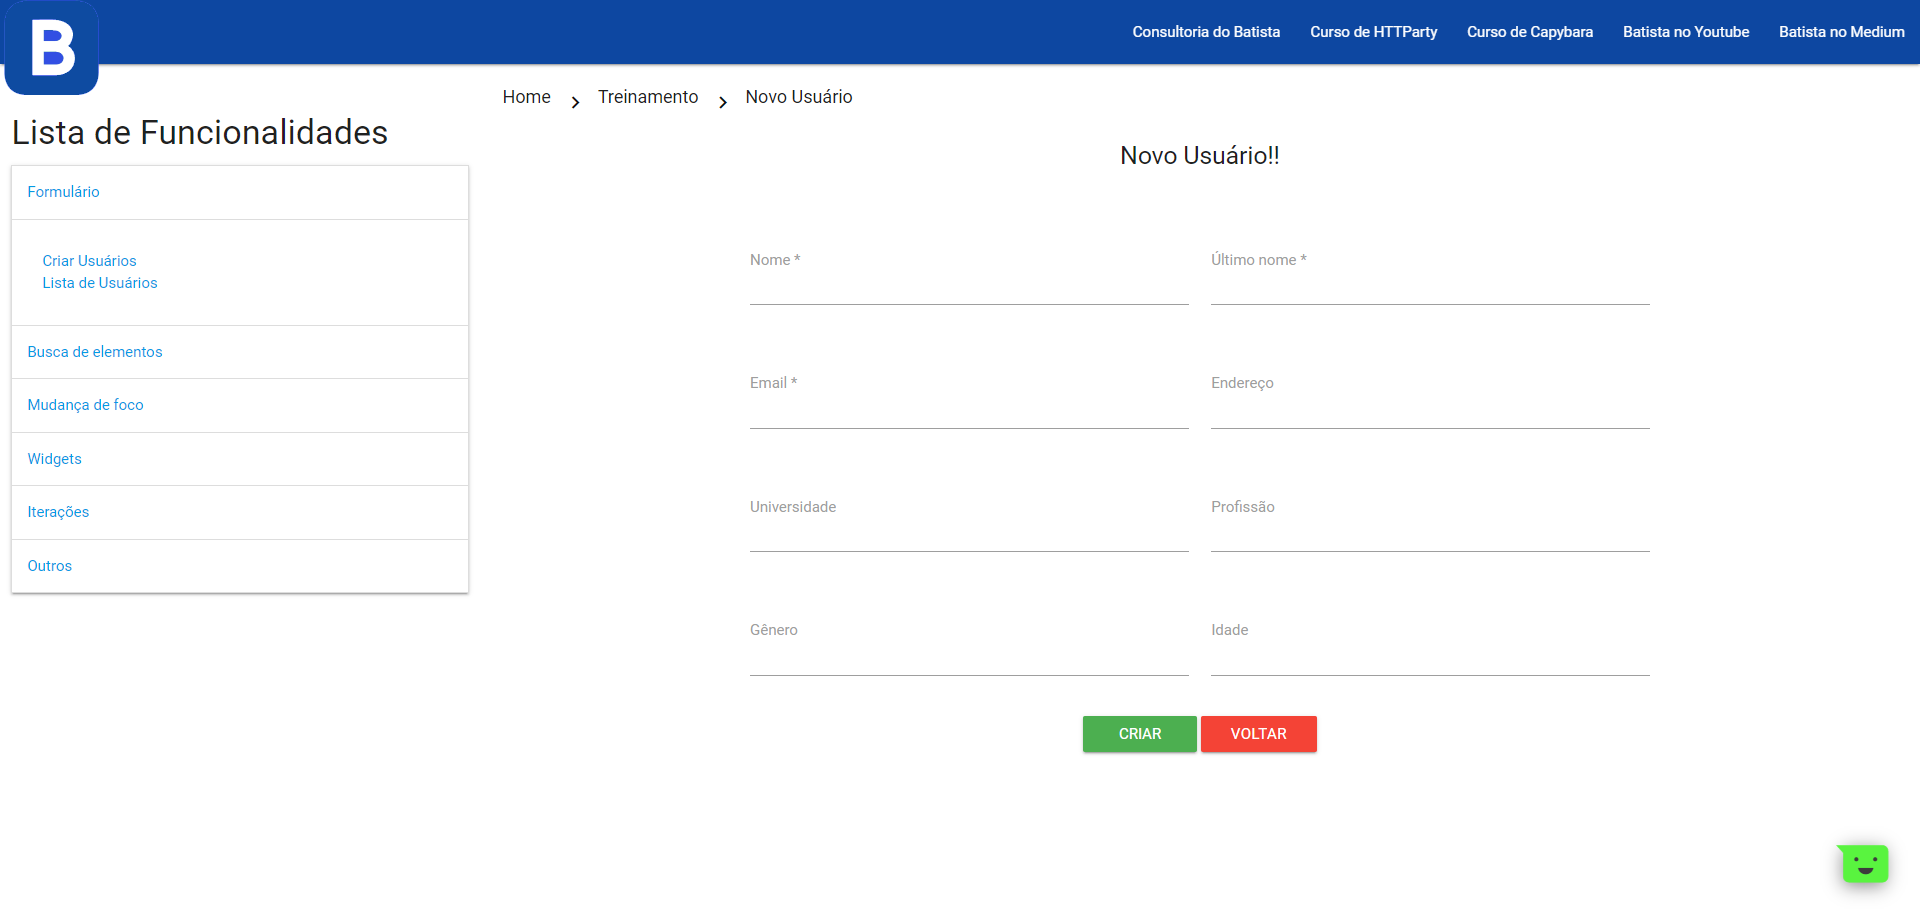 B
Consultoria do Batista Curso de HTTParty Curso de Capybara Batista no Youtube Batista no Medium
Home Treinamento Novo Usuário
Lista de Funcionalidades
Formulário
Criar Usuários
Lista de Usuários
Busca de elementos
Mudança de foco
Widgets
Iterações
Outros
Novo Usuário!!
Nome * Último nome *
Email * Endereço
Universidade Profissão
Gênero Idade
CRIAR VOLTAR